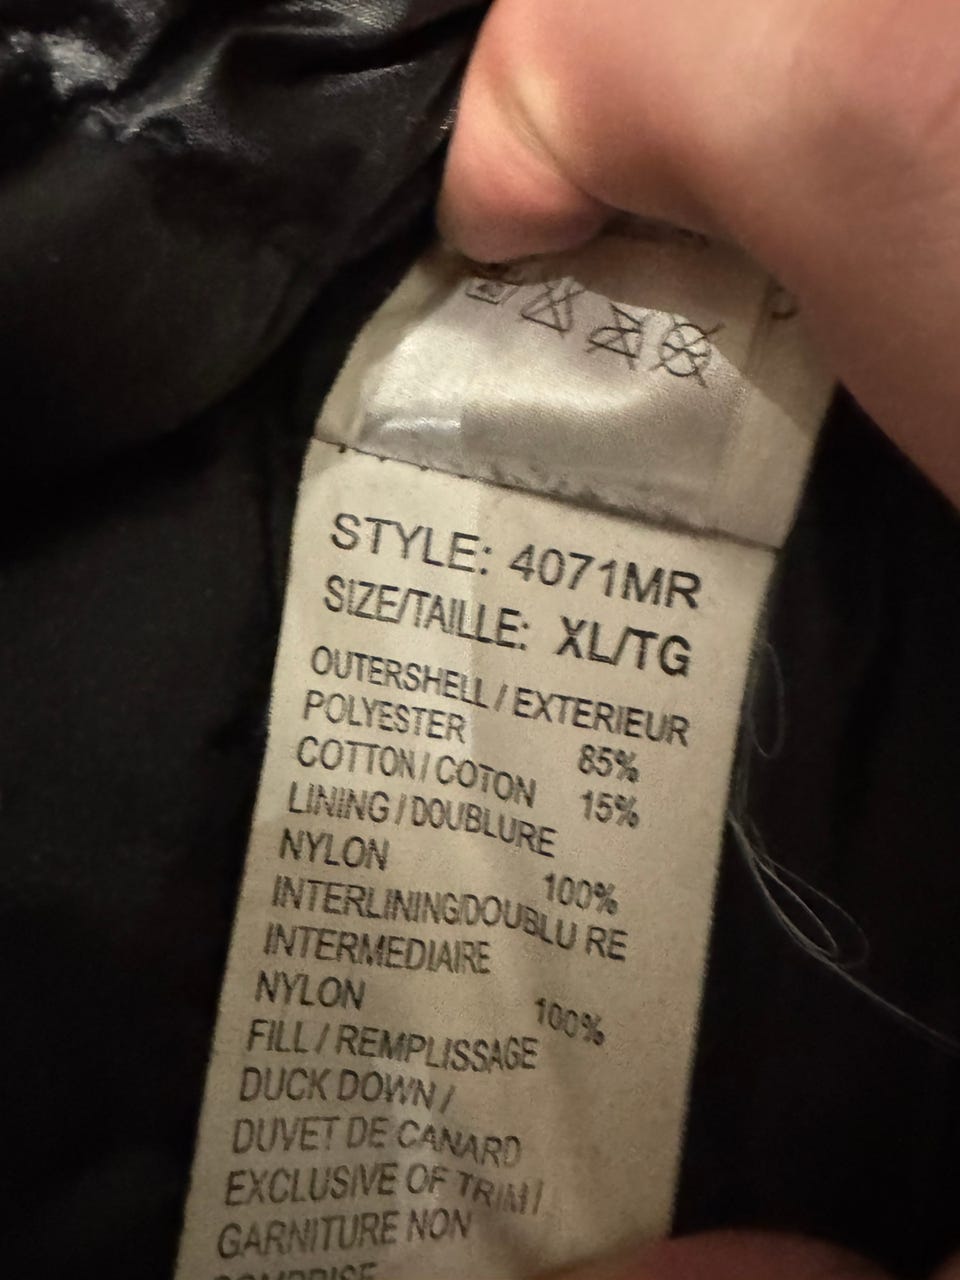 STYLE: 4071MR
SIZE/TAILLE: XL/TG
OUTERSHELL / EXTERIEUR
POLYESTER 85%
COTTON / COTON 15%
LINING / DOUBLURE
NYLON 100%
INTERLINING/DOUBLU RE
INTERMEDIAIRE
NYLON 100%
FILL / REMPLISSAGE
DUCK DOWN /
DUVET DE CANARD
EXCLUSIVE OF TRIM /
GARNITURE NON
COMPRISE